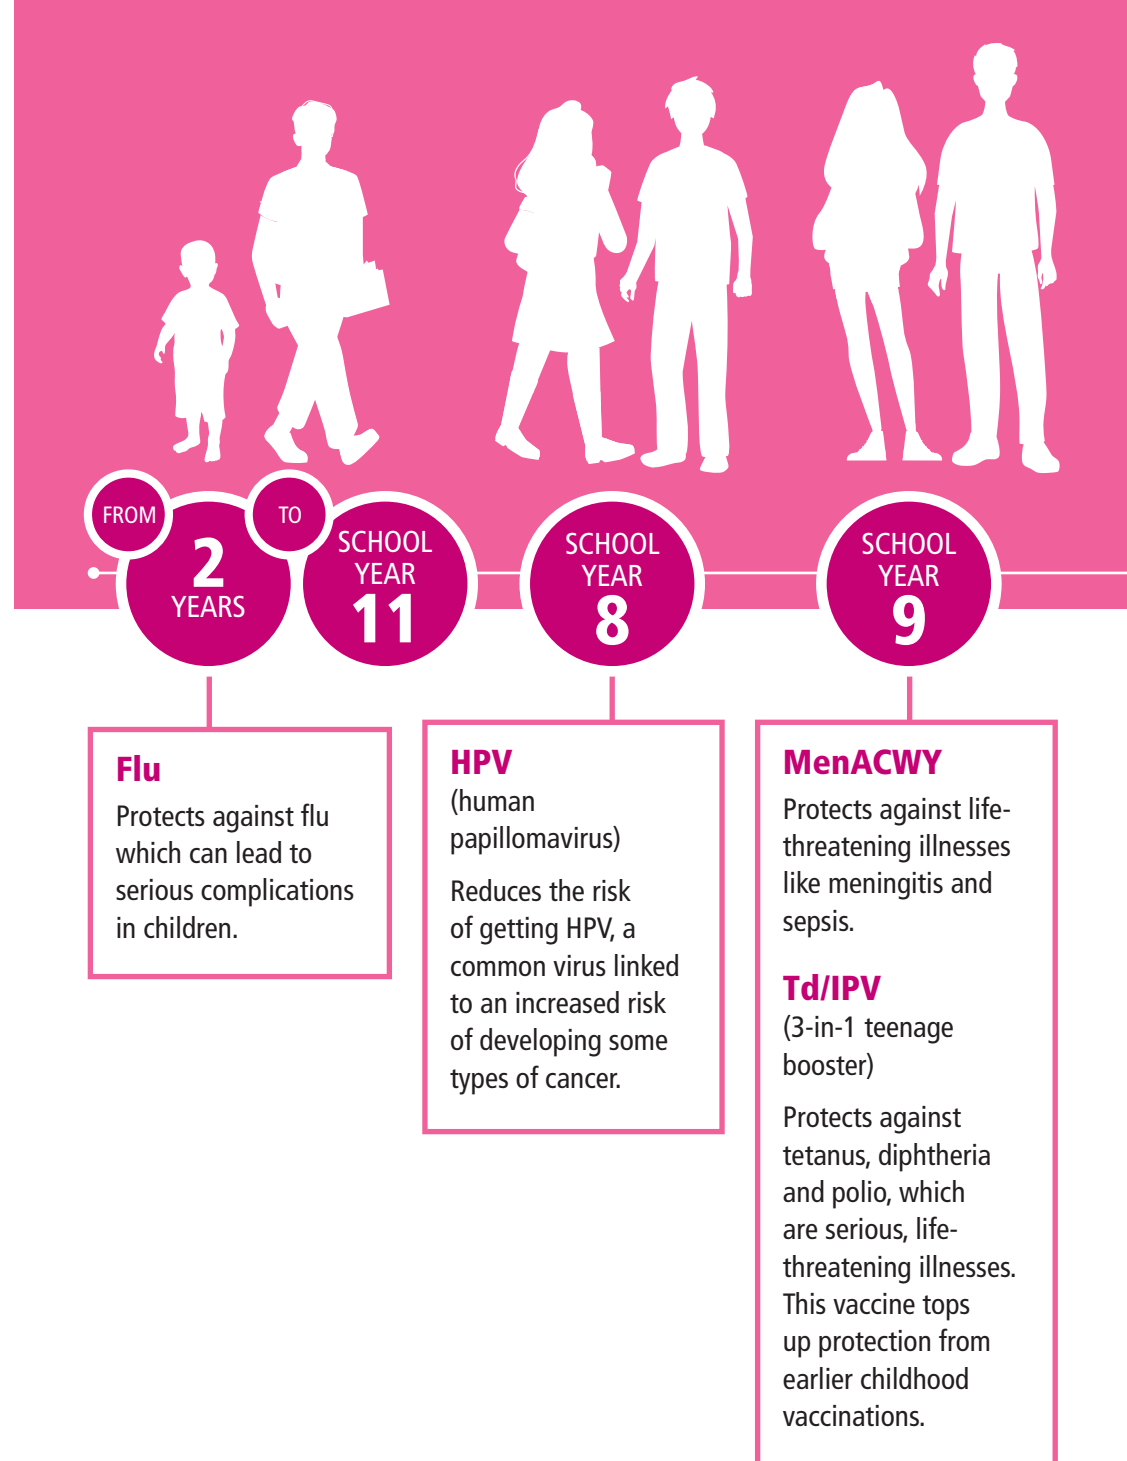 FROM
2
YEARS
TO
SCHOOL
YEAR
11
SCHOOL
YEAR
8
SCHOOL
YEAR
9
Flu
Protects against flu
which can lead to
serious complications
in children.
HPV
(human
papillomavirus)
Reduces the risk
of getting HPV, a
common virus linked
to an increased risk
of developing some
types of cancer.
MenACWY
Protects against life-
threatening illnesses
like meningitis and
sepsis.
Td/IPV
(3-in-1 teenage
booster)
Protects against
tetanus, diphtheria
and polio, which
are serious, life-
threatening illnesses.
This vaccine tops
up protection from
earlier childhood
vaccinations.